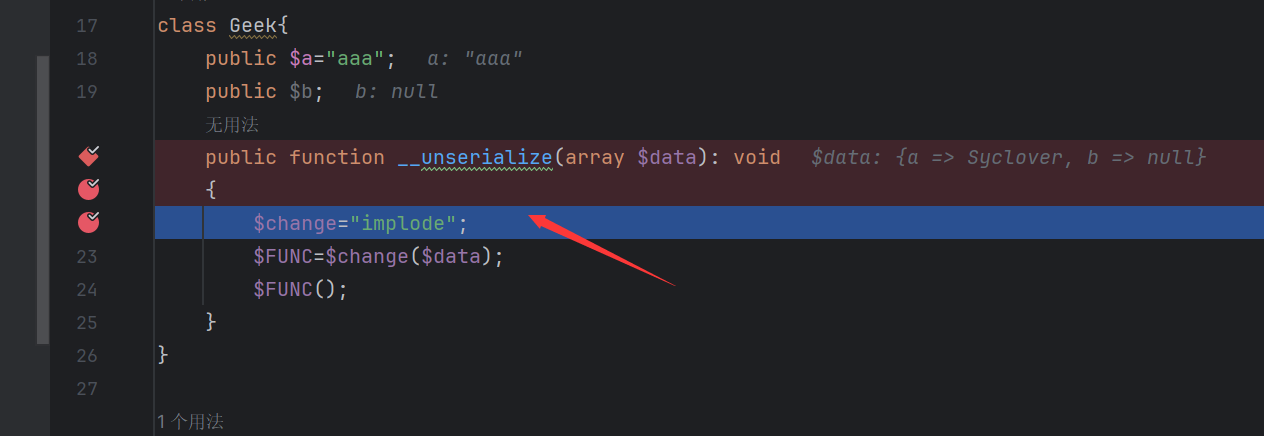 17 class Geek{
18 public $a="aaa"; a: "aaa"
19 public $b; b: null
无用法
public function __unserialize(array $data): void $data: {a => Syclover, b => null}
{
$change="implode";
23 $FUNC=$change($data);
24 $FUNC();
25 }
26 }
27
1 个用法